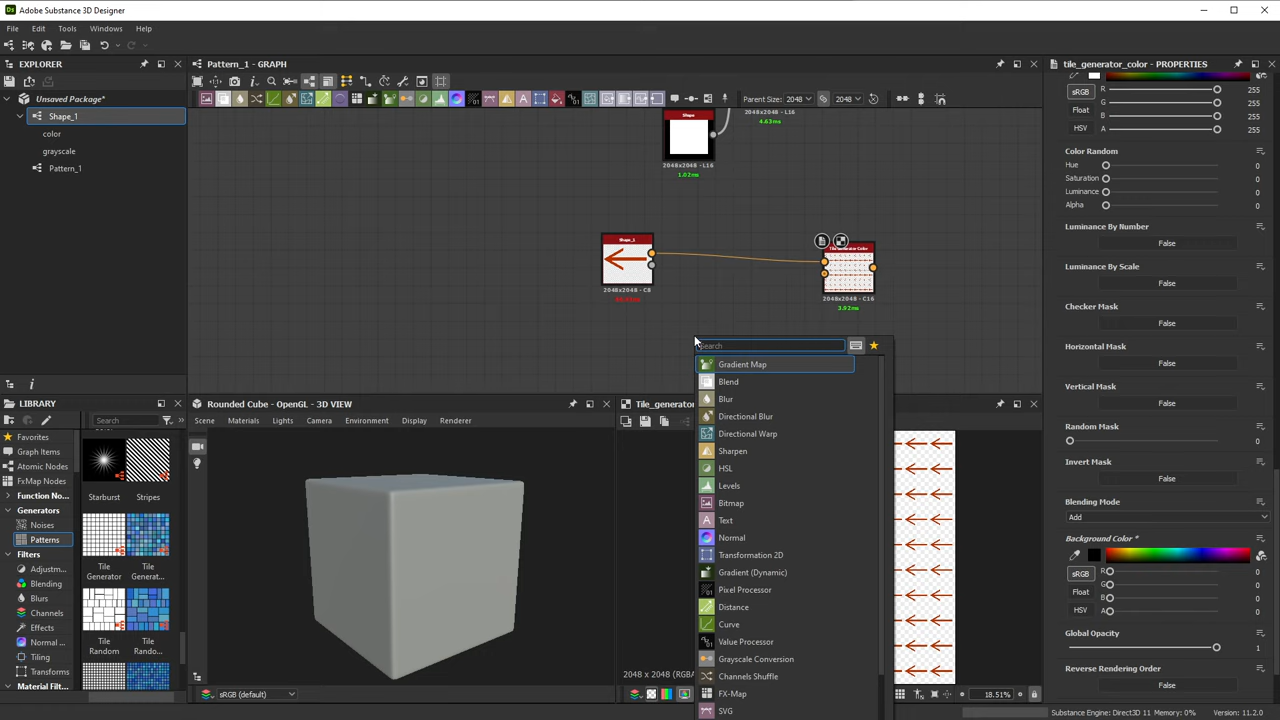 Adobe Substance 3D Designer
File Edit Tools Windows Help
EXPLORER
Unsaved Package*
Shape_1
color
grayscale
Pattern_1
Pattern_1 - GRAPH
Parent Size: 2048 2048
2048x2048 - L16
4.63ms
Shape
2048x2048 - L16
1.02ms
Shape_1
2048x2048 - C8
Tile Generator Color
2048x2048 - C16
3.92ms
Search
Gradient Map
Blend
Blur
Directional Blur
Directional Warp
Sharpen
HSL
Levels
Bitmap
Text
Normal
Transformation 2D
Gradient (Dynamic)
Pixel Processor
Distance
Curve
Value Processor
Grayscale Conversion
Channels Shuffle
FX-Map
SVG
LIBRARY
Search
Favorites
Graph Items
Atomic Nodes
FxMap Nodes
Function No...
Generators
Noises
Patterns
Filters
Adjustm...
Blending
Blurs
Channels
Effects
Normal ...
Tiling
Transforms
Material Filt...
Starburst
Stripes
Tile Generator
Tile Generat...
Tile Random
Tile Rando...
Rounded Cube - OpenGL - 3D VIEW
Scene Materials Lights Camera Environment Display Renderer
sRGB (default)
Tile_generato
2048 x 2048 (RGBA
18.51%
tile_generator_color - PROPERTIES
sRGB
Float
HSV
R 255
G 255
B 255
A 255
Color Random
Hue 0
Saturation 0
Luminance 0
Alpha 0
Luminance By Number
False
Luminance By Scale
False
Checker Mask
False
Horizontal Mask
False
Vertical Mask
False
Random Mask
0
Invert Mask
False
Blending Mode
Add
Background Color *
sRGB
Float
HSV
R 0
G 0
B 0
A 0
Global Opacity
1
Reverse Rendering Order
False
Substance Engine: Direct3D 11 Memory: 0% Version: 11.2.0